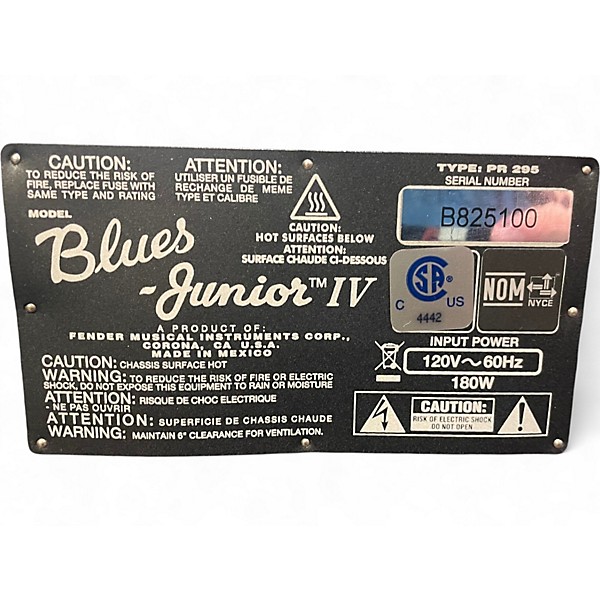 CAUTION:
TO REDUCE THE RISK OF
FIRE, REPLACE FUSE WITH
SAME TYPE AND RATING
ATTENTION:
UTILISER UN FUSIBLE DE
RECHANGE DE MEME
TYPE ET CALIBRE
CAUTION:
HOT SURFACES BELOW
ATTENTION:
SURFACE CHAUDE CI-DESSOUS
TYPE: PR 295
SERIAL NUMBER
B825100
MODEL
Blues
-Junior™ IV
A PRODUCT OF:
FENDER MUSICAL INSTRUMENTS CORP.,
CORONA, CA. U.S.A.
MADE IN MEXICO
C SA US
4442
NOM
NYCE
INPUT POWER
120V~60Hz
180W
CAUTION: CHASSIS SURFACE HOT
WARNING: TO REDUCE THE RISK OF FIRE OR ELECTRIC
SHOCK, DO NOT EXPOSE THIS EQUIPMENT TO RAIN OR MOISTURE
ATTENTION: RISQUE DE CHOC ELECTRIQUE
- NE PAS OUVRIR
ATTENTION: SUPERFICIE DE CHASSIS CHAUDE
WARNING: MAINTAIN 6" CLEARANCE FOR VENTILATION.
CAUTION:
RISK OF ELECTRIC SHOCK
DO NOT OPEN